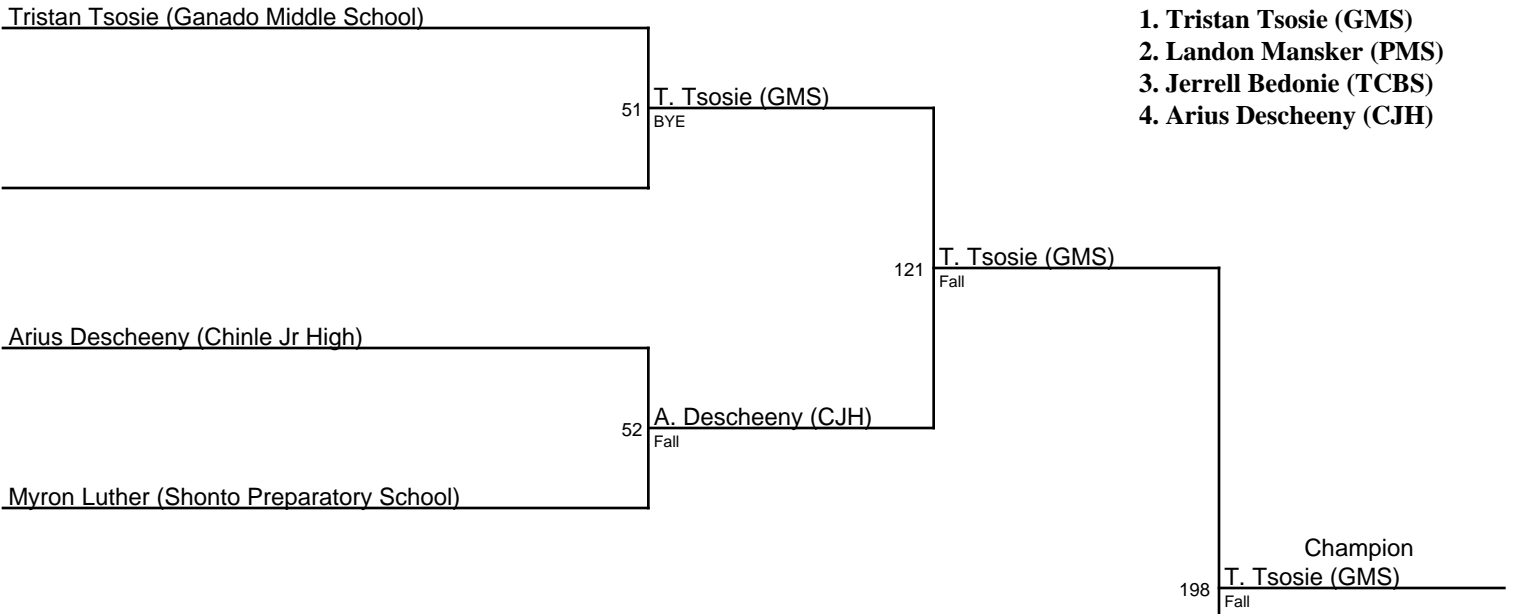 Tristan Tsosie (Ganado Middle School)
1. Tristan Tsosie (GMS)
2. Landon Mansker (PMS)
3. Jerrell Bedonie (TCBS)
4. Arius Descheeny (CJH)
51
T. Tsosie (GMS)
BYE
121
T. Tsosie (GMS)
Fall
Arius Descheeny (Chinle Jr High)
52
A. Descheeny (CJH)
Fall
Myron Luther (Shonto Preparatory School)
Champion
198
T. Tsosie (GMS)
Fall